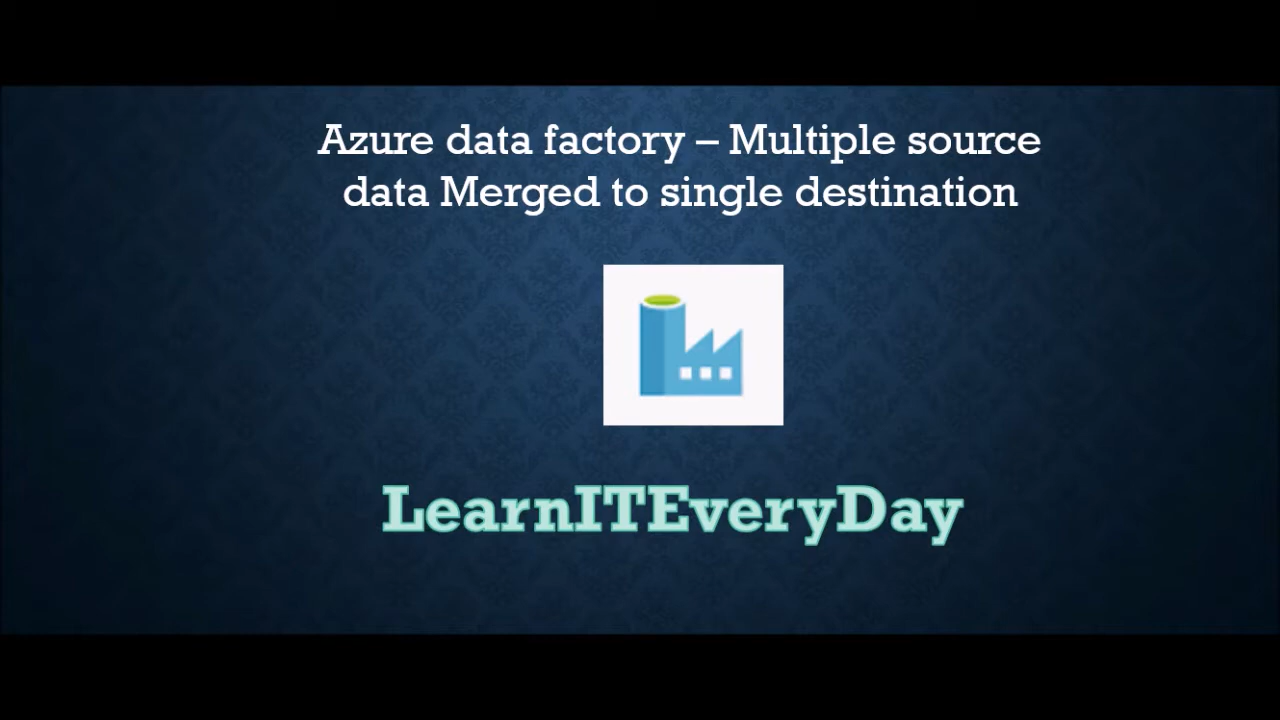 Azure data factory – Multiple source
data Merged to single destination
LearnITEveryDay